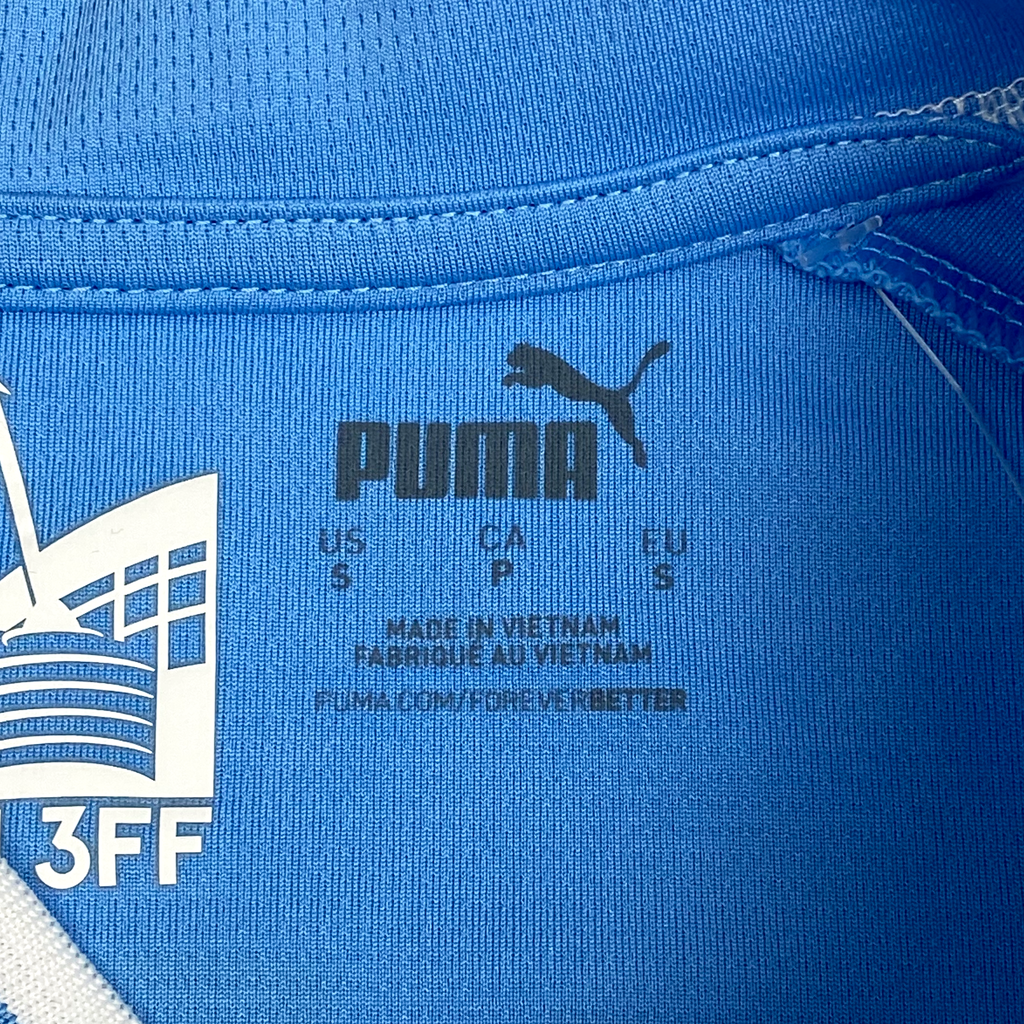 PUMA
US CA EU
S P S
MADE IN VIETNAM
FABRIQUÉ AU VIETNAM
PUMA.COM/FOREVERBETTER
3FF